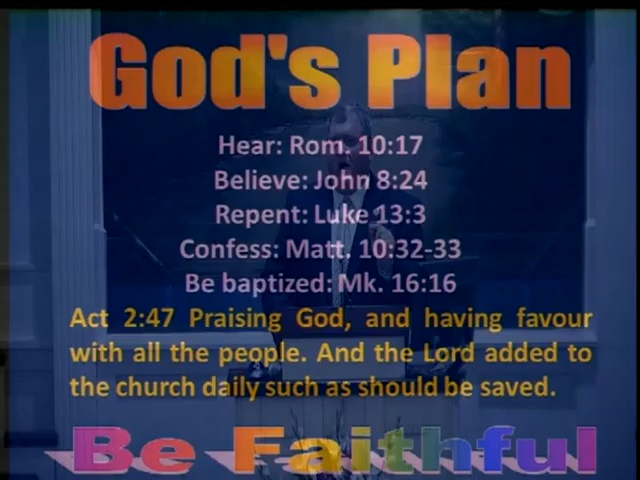 God's Plan
Hear: Rom. 10:17
Believe: John 8:24
Repent: Luke 13:3
Confess: Matt. 10:32-33
Be baptized: Mk. 16:16
Act 2:47 Praising God, and having favour
with all the people. And the Lord added to
the church daily such as should be saved.
Be Faithful